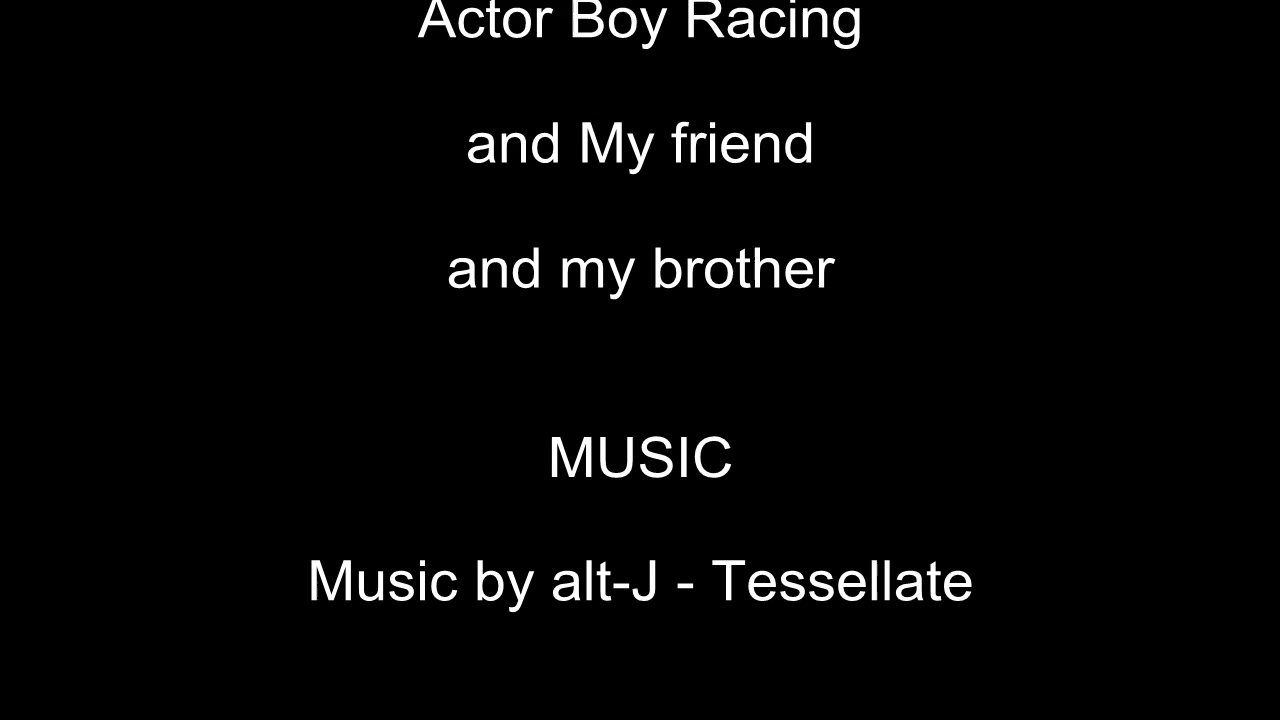 Actor Boy Racing
and My friend
and my brother
MUSIC
Music by alt-J - Tessellate